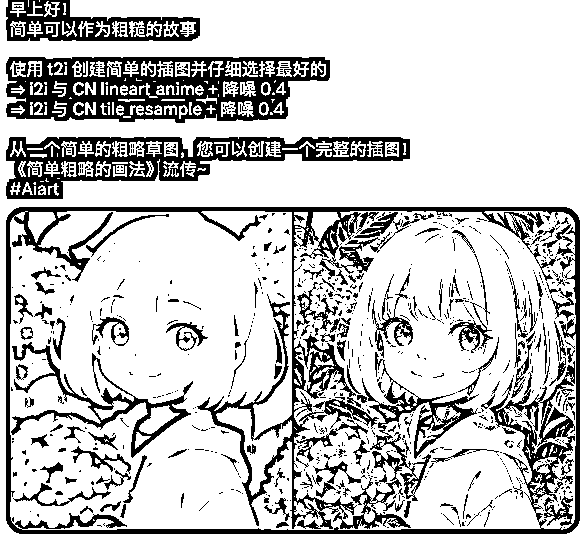 早上好!
简单可以作为粗糙的故事
使用 t2i 创建简单的插图并仔细选择最好的
⇒ i2i 与 CN lineart_anime + 降噪 0.4
⇒ i2i 与 CN tile_resample + 降噪 0.4
从一个简单的粗略草图，您可以创建一个完整的插图!
《简单粗略的画法》流传~
#Aiart